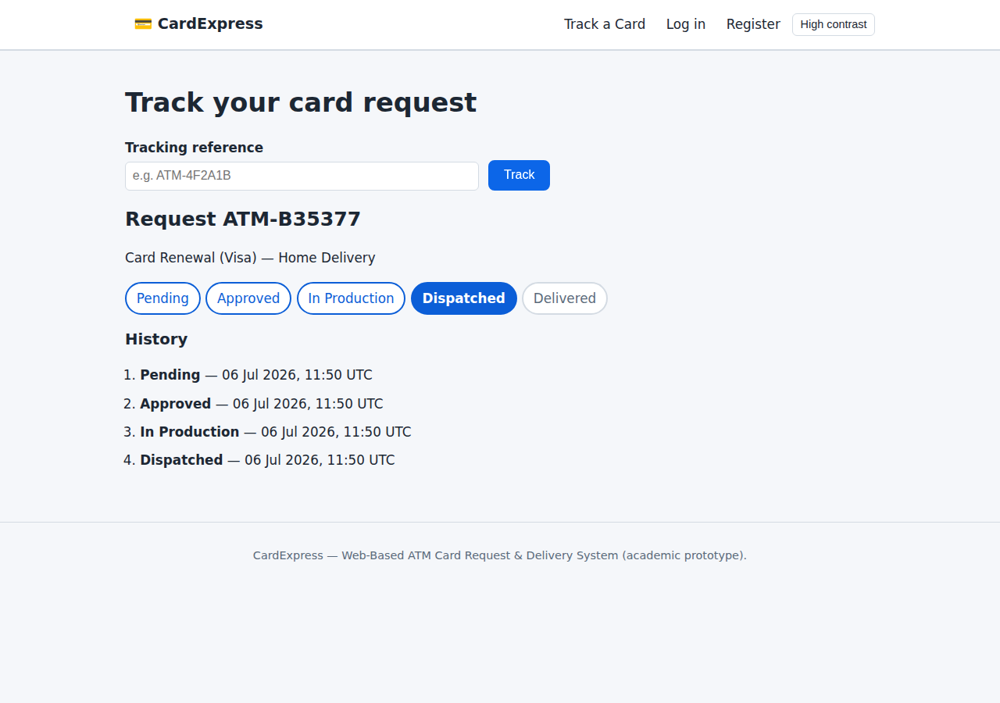 💳 CardExpress
Track a Card Log in Register High contrast
Track your card request
Tracking reference
e.g. ATM-4F2A1B Track
Request ATM-B35377
Card Renewal (Visa) — Home Delivery
Pending Approved In Production Dispatched Delivered
History
1. Pending — 06 Jul 2026, 11:50 UTC
2. Approved — 06 Jul 2026, 11:50 UTC
3. In Production — 06 Jul 2026, 11:50 UTC
4. Dispatched — 06 Jul 2026, 11:50 UTC
CardExpress — Web-Based ATM Card Request & Delivery System (academic prototype).